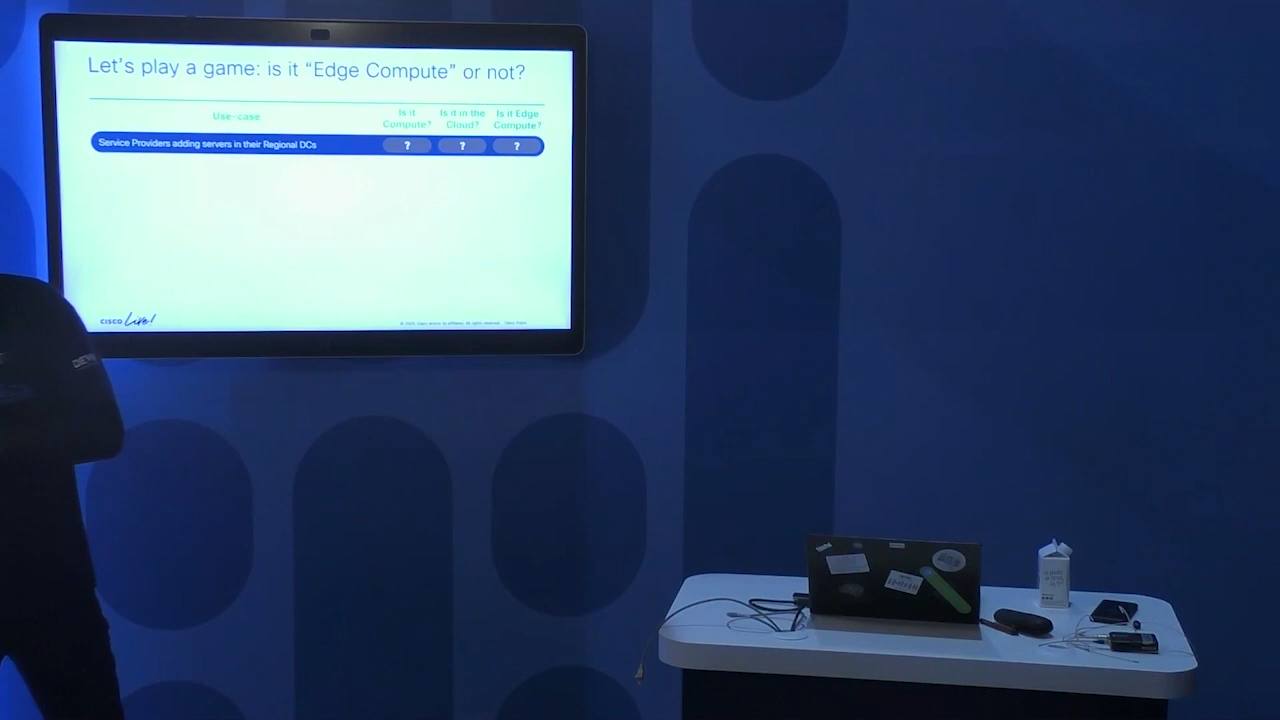 Let's play a game: is it "Edge Compute" or not?
Use-case
Is it Compute?
Is it in the Cloud?
Is it Edge Compute?
Service Providers adding servers in their Regional DCs
? ? ?
CISCO Live!